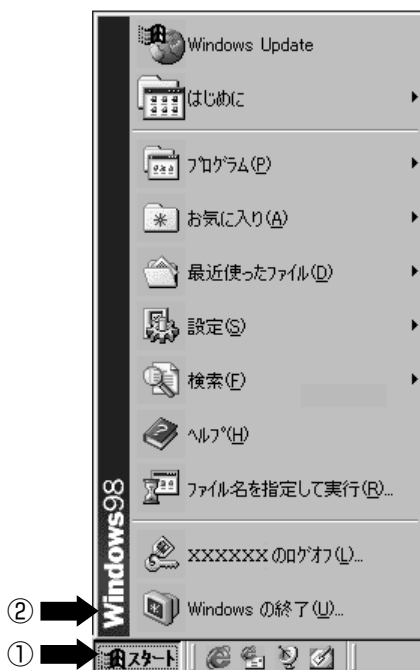 Windows Update
はじめに
プログラム(P)
お気に入り(A)
最近使ったファイル(D)
設定(S)
検索(F)
ヘルプ(H)
ファイル名を指定して実行(R)...
XXXXXX のログオフ(L)...
Windows の終了(U)...
Windows98
②
①
スタート